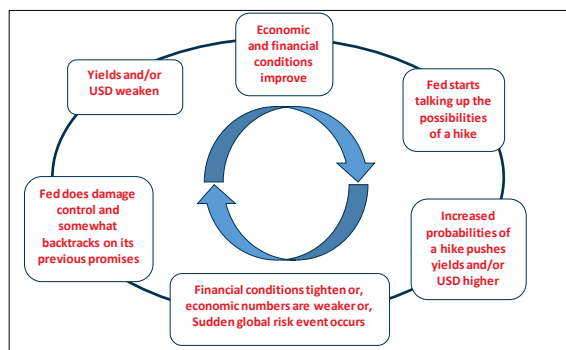 Economic
and financial
conditions
improve
Fed starts
talking up the
possibilities
of a hike
Increased
probabilities of
a hike pushes
yields and/or
USD higher
Financial conditions tighten or,
economic numbers are weaker or,
Sudden global risk event occurs
Fed does damage
control and
somewhat
backtracks on its
previous promises
Yields and/or
USD weaken